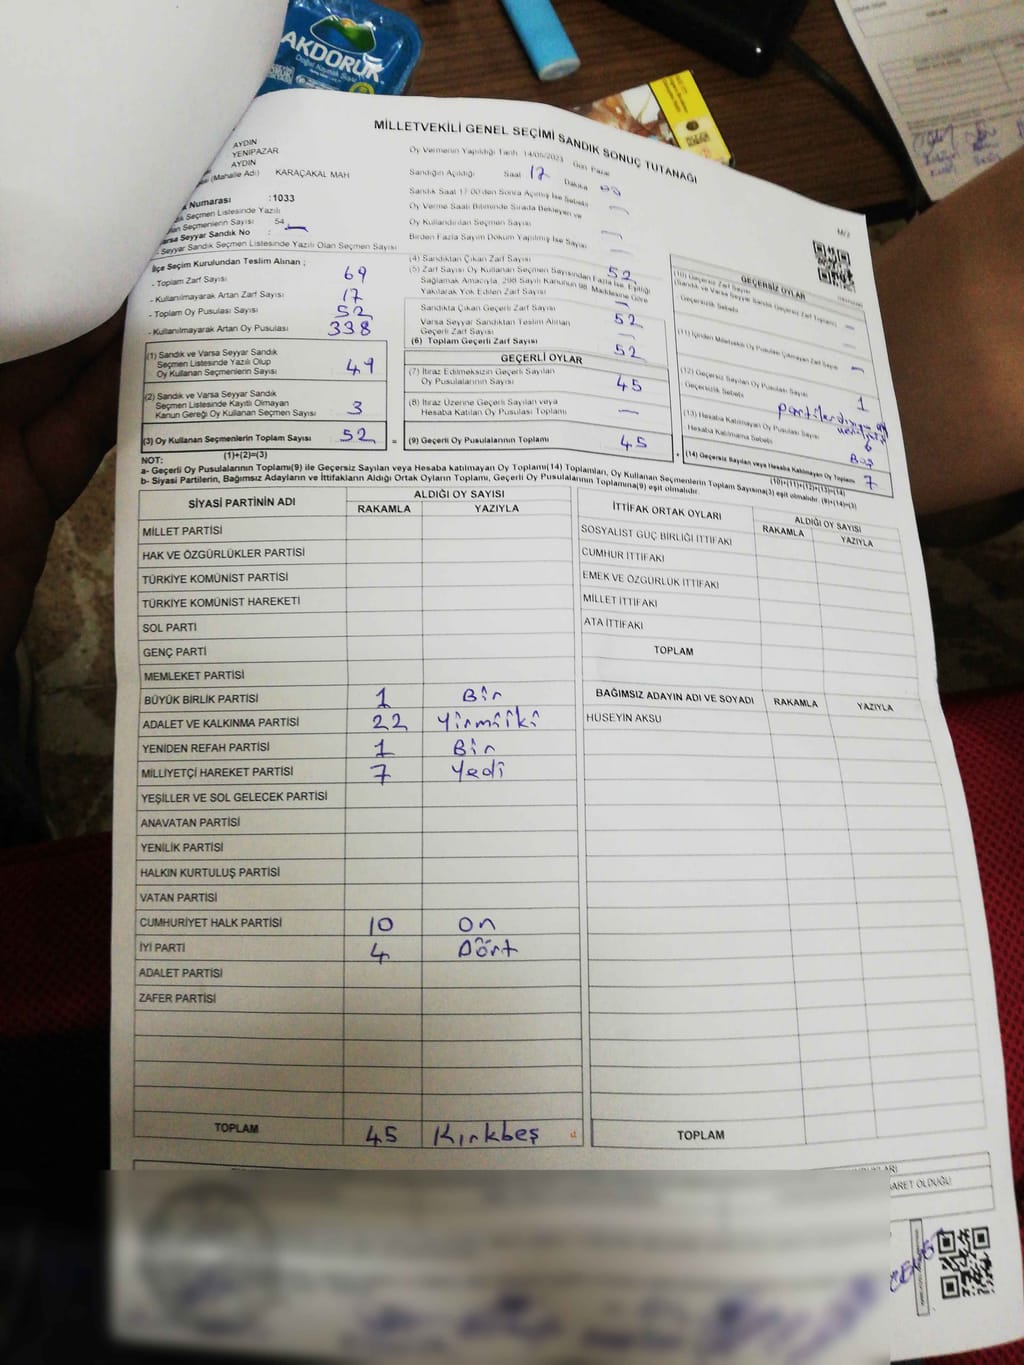 AKDORUK
Doğal Kaynak Suyu
MİLLETVEKİLİ GENEL SEÇİMİ SANDIK SONUÇ TUTANAĞI
AYDIN
YENİPAZAR
AYDIN
(Mahalle Adı) KARAÇAKAL MAH
Numarası :1033
Seçmen Listesinde Yazılı
Seçmenlerin Sayısı 54
Varsa Seyyar Sandık No :
Seyyar Sandık Seçmen Listesinde Yazılı Olan Seçmen Sayısı
Oy Vermenin Yapıldığı Tarih 14/05/2023 Gün Pazar
Sandığın Açıldığı Saat 17 Dakika 00
Sandık Saat 17:00'den Sonra Açılmış İse Sebebi
Oy Verme Saati Bitiminde Sırada Bekleyen ve
Oy Kullandırılan Seçmen Sayısı
Birden Fazla Sayım Döküm Yapılmış İse Sayısı
İlçe Seçim Kurulundan Teslim Alınan ;
- Toplam Zarf Sayısı 69
- Kullanılmayarak Artan Zarf Sayısı 17
- Toplam Oy Pusulası Sayısı 52
- Kullanılmayarak Artan Oy Pusulası 338
(1) Sandık ve Varsa Seyyar Sandık
Seçmen Listesinde Yazılı Olup
Oy Kullanan Seçmenlerin Sayısı 49
(2) Sandık ve Varsa Seyyar Sandık
Seçmen Listesinde Kayıtlı Olmayan
Kanun Gereği Oy Kullanan Seçmen Sayısı 3
(3) Oy Kullanan Seçmenlerin Toplam Sayısı 52 =
(1)+(2)=(3)
(4) Sandıktan Çıkan Zarf Sayısı 52
(5) Zarf Sayısı Oy Kullanan Seçmen Sayısından Fazla İse, Eşitliği
Sağlamak Amacıyla, 298 Sayılı Kanunun 98. Maddesine Göre
Yakılarak Yok Edilen Zarf Sayısı
Sandıkta Çıkan Geçerli Zarf Sayısı 52
Varsa Seyyar Sandıktan Teslim Alınan
Geçerli Zarf Sayısı
(6) Toplam Geçerli Zarf Sayısı 52
GEÇERLİ OYLAR
(7) İtiraz Edilmeksizin Geçerli Sayılan
Oy Pusulalarının Sayısı 45
(8) İtiraz Üzerine Geçerli Sayılan veya
Hesaba Katılan Oy Pusulası Toplamı —
(9) Geçerli Oy Pusulalarının Toplamı 45 +
GEÇERSİZ OYLAR
(10) Geçersiz Zarf Sayısı
(Sandık ve Varsa Seyyar Sandık Geçersiz Zarf Toplamı)
Geçersizlik Sebebi
(11) İçinden Milletvekili Oy Pusulası Çıkmayan Zarf Sayısı
(12) Geçersiz Sayılan Oy Pusulası Sayısı 1
Geçersizlik Sebebi
(13) Hesaba Katılmayan Oy Pusulası Sayısı 6
Hesaba Katılmama Sebebi Boş
(14) Geçersiz Sayılan veya Hesaba Katılmayan Oy Toplamı 7
(10)+(11)+(12)+(13)=(14)
NOT:
a- Geçerli Oy Pusulalarının Toplamı(9) ile Geçersiz Sayılan veya Hesaba katılmayan Oy Toplamı(14) Toplamları, Oy Kullanan Seçmenlerin Toplam Sayısına(3) eşit olmalıdır. (9)+(14)=(3)
b- Siyasi Partilerin, Bağımsız Adayların ve İttifakların Aldığı Ortak Oyların Toplamı, Geçerli Oy Pusulalarının Toplamına(9) eşit olmalıdır.
SİYASİ PARTİNİN ADI
ALDIĞI OY SAYISI
RAKAMLA YAZIYLA
MİLLET PARTİSİ
HAK VE ÖZGÜRLÜKLER PARTİSİ
TÜRKİYE KOMÜNİST PARTİSİ
TÜRKİYE KOMÜNİST HAREKETİ
SOL PARTİ
GENÇ PARTİ
MEMLEKET PARTİSİ
BÜYÜK BİRLİK PARTİSİ 1 Bir
ADALET VE KALKINMA PARTİSİ 22 Yirmiiki
YENİDEN REFAH PARTİSİ 1 Bir
MİLLİYETÇİ HAREKET PARTİSİ 7 Yedi
YEŞİLLER VE SOL GELECEK PARTİSİ
ANAVATAN PARTİSİ
YENİLİK PARTİSİ
HALKIN KURTULUŞ PARTİSİ
VATAN PARTİSİ
CUMHURİYET HALK PARTİSİ 10 On
İYİ PARTİ 4 Dört
ADALET PARTİSİ
ZAFER PARTİSİ
TOPLAM 45 Kırkbeş
İTTİFAK ORTAK OYLARI
ALDIĞI OY SAYISI
RAKAMLA YAZIYLA
SOSYALİST GÜÇ BİRLİĞİ İTTİFAKI
CUMHUR İTTİFAKI
EMEK VE ÖZGÜRLÜK İTTİFAKI
MİLLET İTTİFAKI
ATA İTTİFAKI
TOPLAM
BAĞIMSIZ ADAYIN ADI VE SOYADI RAKAMLA YAZIYLA
HÜSEYİN AKSU
TOPLAM
ARET OLDUĞU